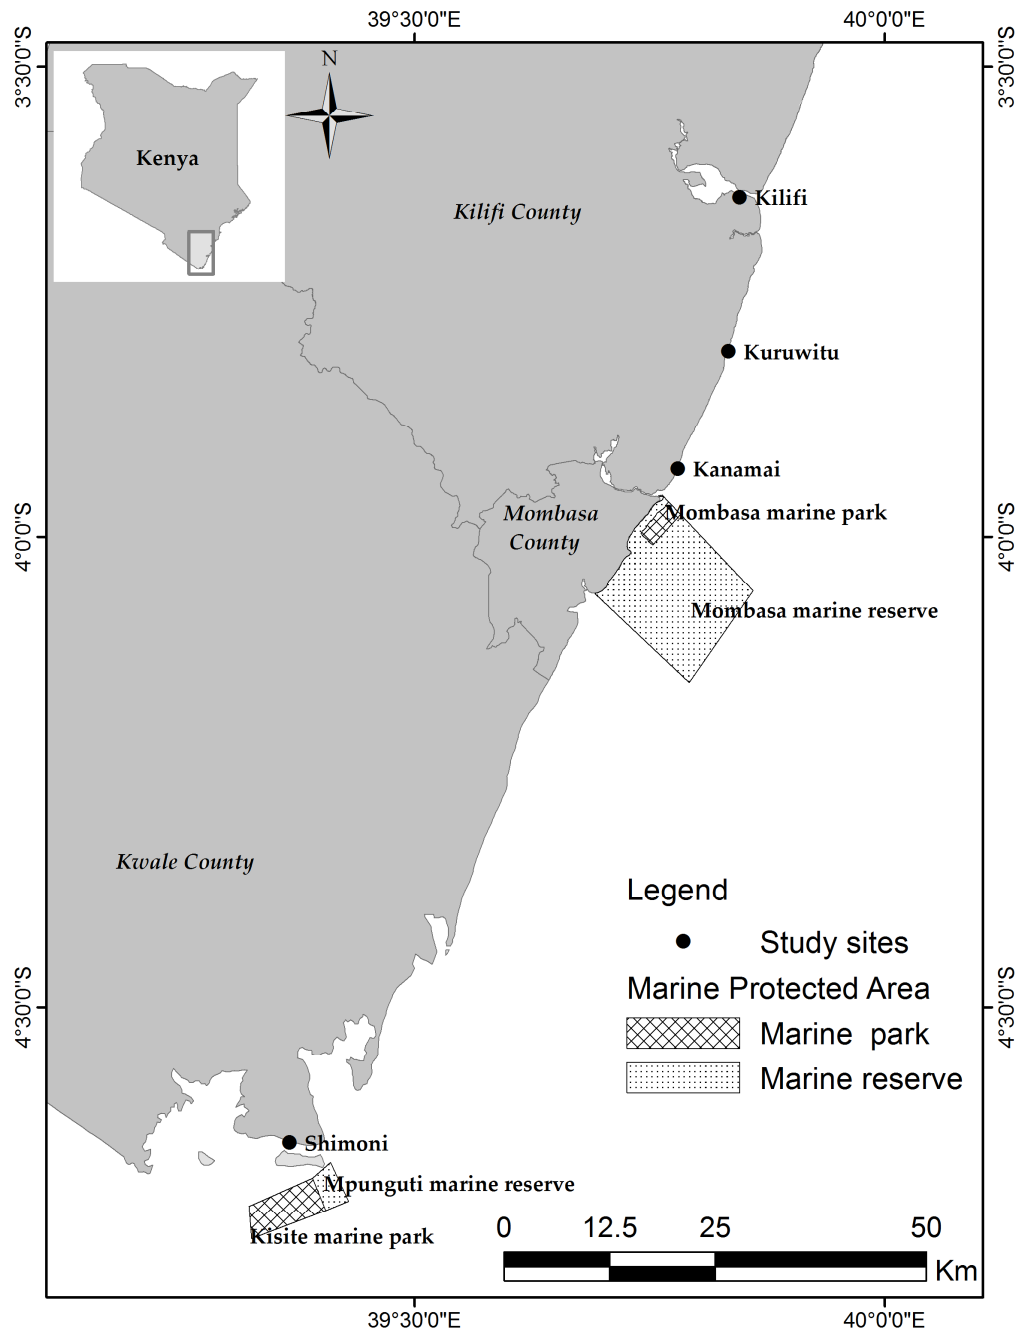 39°30'0"E
40°0'0"E
3°30'0"S
3°30'0"S
N
Kenya
Kilifi
Kilifi County
Kuruwitu
Kanamai
Mombasa
County
Mombasa marine park
4°0'0"S
4°0'0"S
Mombasa marine reserve
Kwale County
Legend
Study sites
Marine Protected Area
Marine park
Marine reserve
4°30'0"S
4°30'0"S
Shimoni
Mpunguti marine reserve
Kisite marine park
0 12.5 25 50
Km
39°30'0"E
40°0'0"E